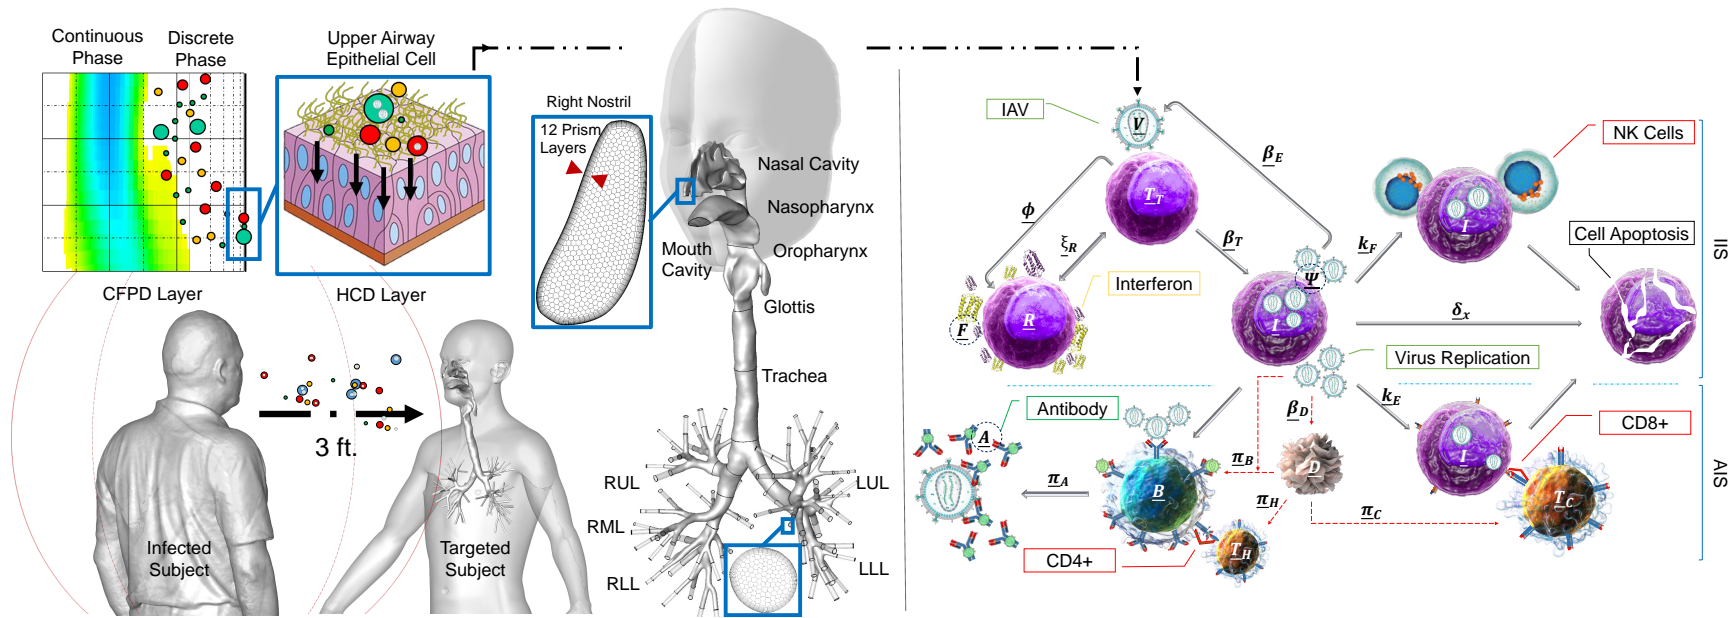 Continuous
Phase
Discrete
Phase
Upper Airway
Epithelial Cell
CFPD Layer
HCD Layer
3 ft.
Infected
Subject
Targeted
Subject
Right Nostril
12 Prism
Layers
Nasal Cavity
Nasopharynx
Mouth
Cavity
Oropharynx
Glottis
Trachea
RUL
LUL
RML
RLL
LLL
IAV
V
β_E
NK Cells
T_T
I
ϕ
ξ_R
β_T
k_F
Cell Apoptosis
Ψ
Interferon
F
R
I
δ_x
Virus Replication
IIS
Antibody
A
β_D
k_E
CD8+
I
π_B
D
π_A
B
π_H
π_C
T_C
T_H
CD4+
AIS